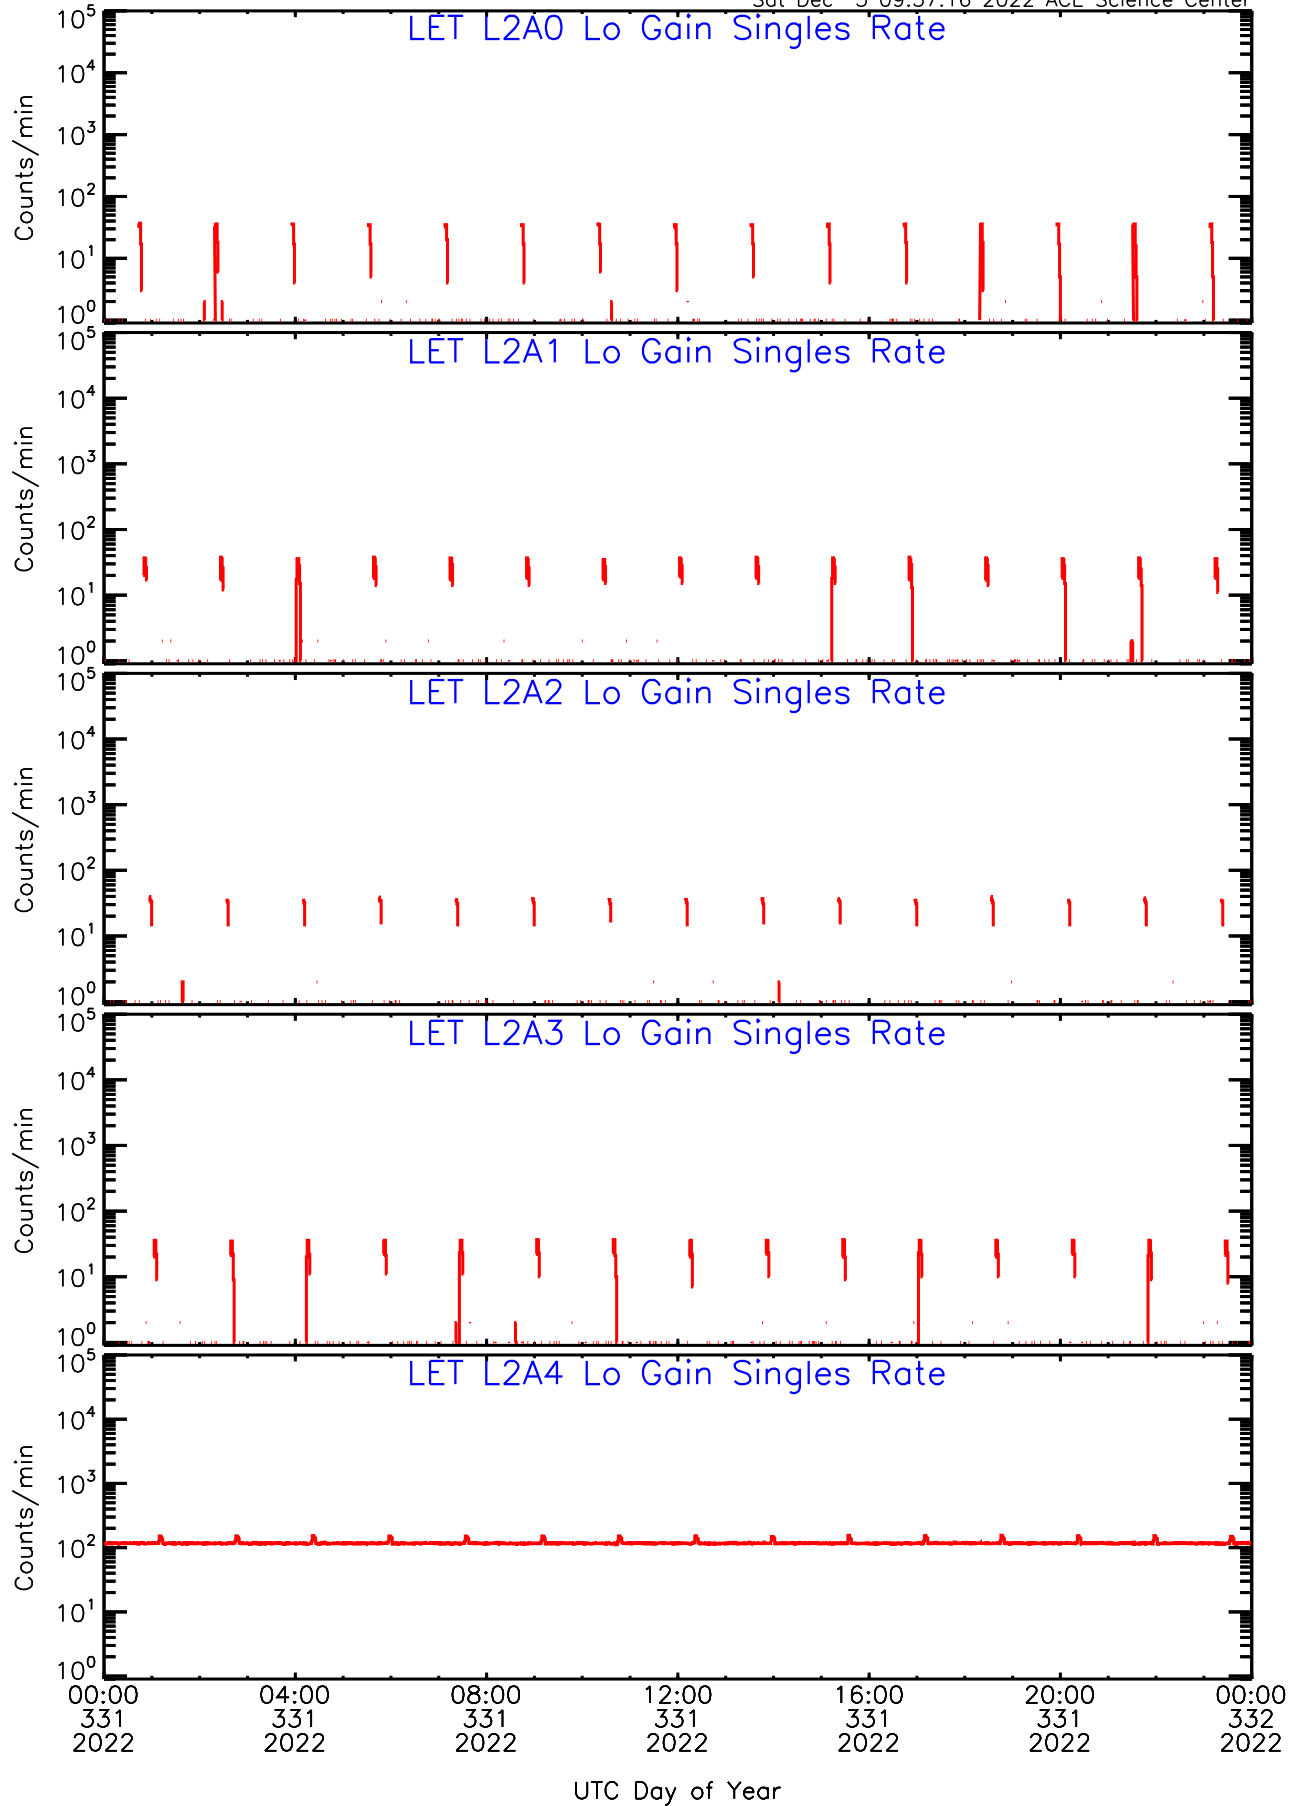 2022 ACE Science Center
LET L2A0 Lo Gain Singles Rate
10^5
10^4
10^3
10^2
10^1
10^0
Counts/min
LET L2A1 Lo Gain Singles Rate
10^5
10^4
10^3
10^2
10^1
10^0
Counts/min
LET L2A2 Lo Gain Singles Rate
10^5
10^4
10^3
10^2
10^1
10^0
Counts/min
LET L2A3 Lo Gain Singles Rate
10^5
10^4
10^3
10^2
10^1
10^0
Counts/min
LET L2A4 Lo Gain Singles Rate
10^5
10^4
10^3
10^2
10^1
10^0
Counts/min
00:00 04:00 08:00 12:00 16:00 20:00 00:00
331 331 331 331 331 331 332
2022 2022 2022 2022 2022 2022 2022
UTC Day of Year